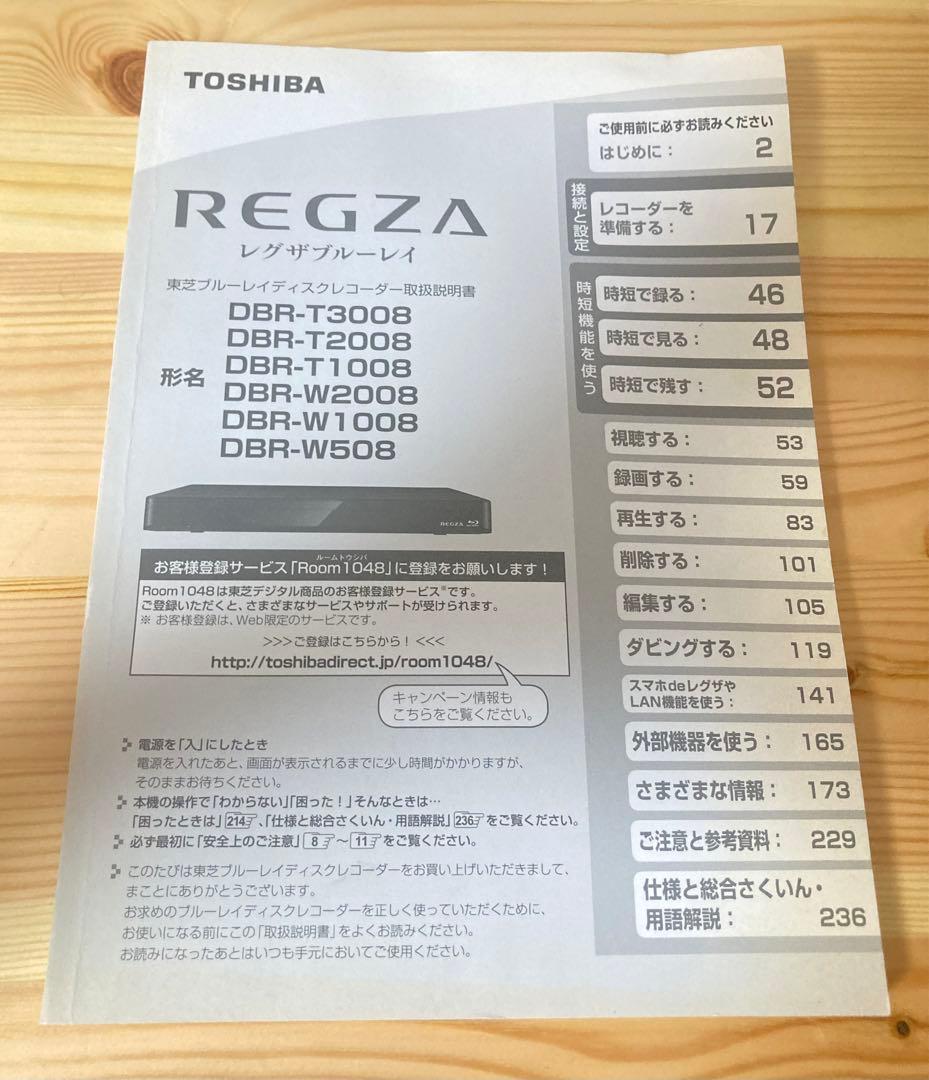 TOSHIBA
REGZA
レグザブルーレイ
東芝ブルーレイディスクレコーダー取扱説明書
形名
DBR-T3008
DBR-T2008
DBR-T1008
DBR-W2008
DBR-W1008
DBR-W508
REGZA
ルームトウシバ
お客様登録サービス「Room1048」に登録をお願いします！
Room1048は東芝デジタル商品のお客様登録サービス※です。
ご登録いただくと、さまざまなサービスやサポートが受けられます。
※ お客様登録は、Web限定のサービスです。
>>>ご登録はこちらから！<<<
http://toshibadirect.jp/room1048/
キャンペーン情報も
こちらをご覧ください。
電源を「入」にしたとき
電源を入れたあと、画面が表示されるまでに少し時間がかかりますが、
そのままお待ちください。
本機の操作で「わからない」「困った！」そんなときは…
「困ったときは」214、「仕様と総合さくいん・用語解説」236をご覧ください。
必ず最初に「安全上のご注意」8～11をご覧ください。
このたびは東芝ブルーレイディスクレコーダーをお買い上げいただきまして、
まことにありがとうございます。
お求めのブルーレイディスクレコーダーを正しく使っていただくために、
お使いになる前にこの「取扱説明書」をよくお読みください。
お読みになったあとはいつも手元においてご使用ください。
ご使用前に必ずお読みください
はじめに： 2
接続と設定
レコーダーを
準備する： 17
時短機能を使う
時短で録る： 46
時短で見る： 48
時短で残す： 52
視聴する： 53
録画する： 59
再生する： 83
削除する： 101
編集する： 105
ダビングする： 119
スマホdeレグザや
LAN機能を使う： 141
外部機器を使う： 165
さまざまな情報： 173
ご注意と参考資料： 229
仕様と総合さくいん・
用語解説： 236